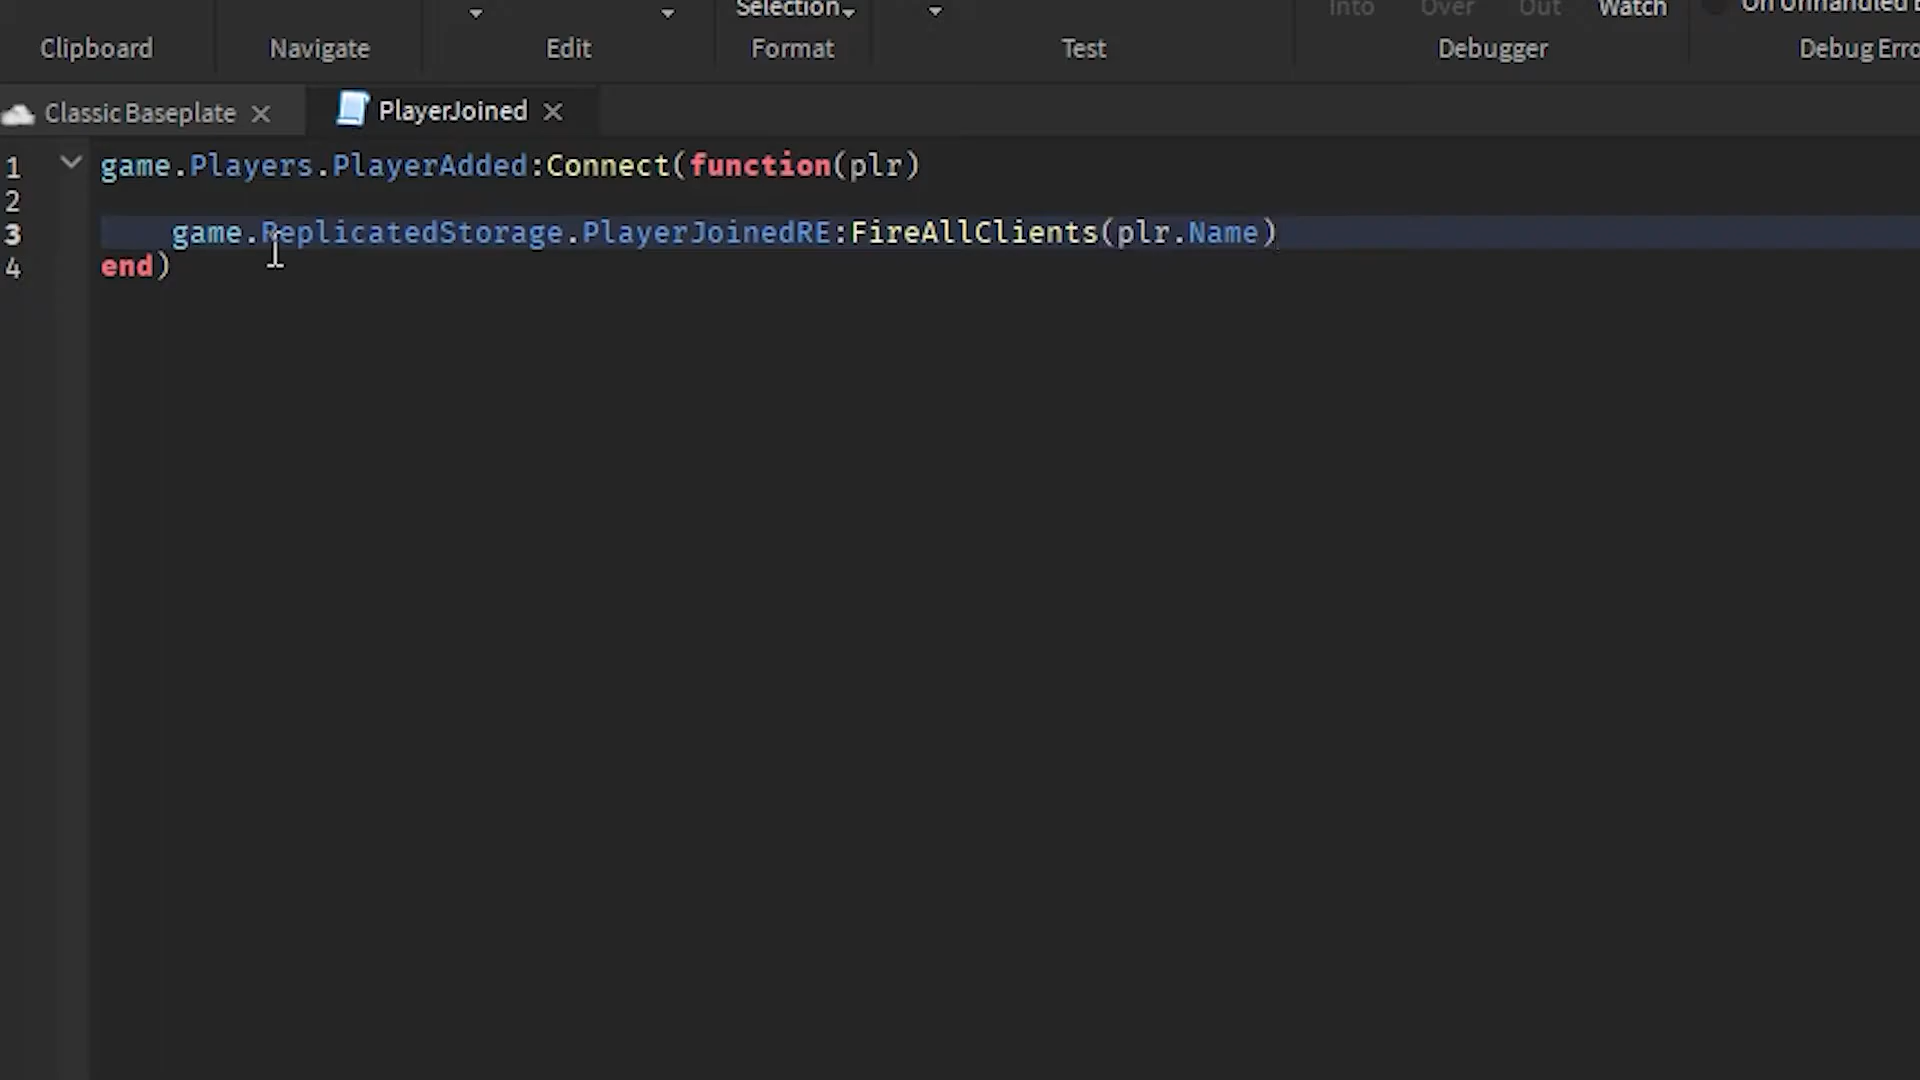 Selection
Into Over Out Watch
Clipboard Navigate Edit Format Test Debugger Debug
Classic Baseplate PlayerJoined
1 game.Players.PlayerAdded:Connect(function(plr)
2
3 game.ReplicatedStorage.PlayerJoinedRE:FireAllClients(plr.Name)
4 end)